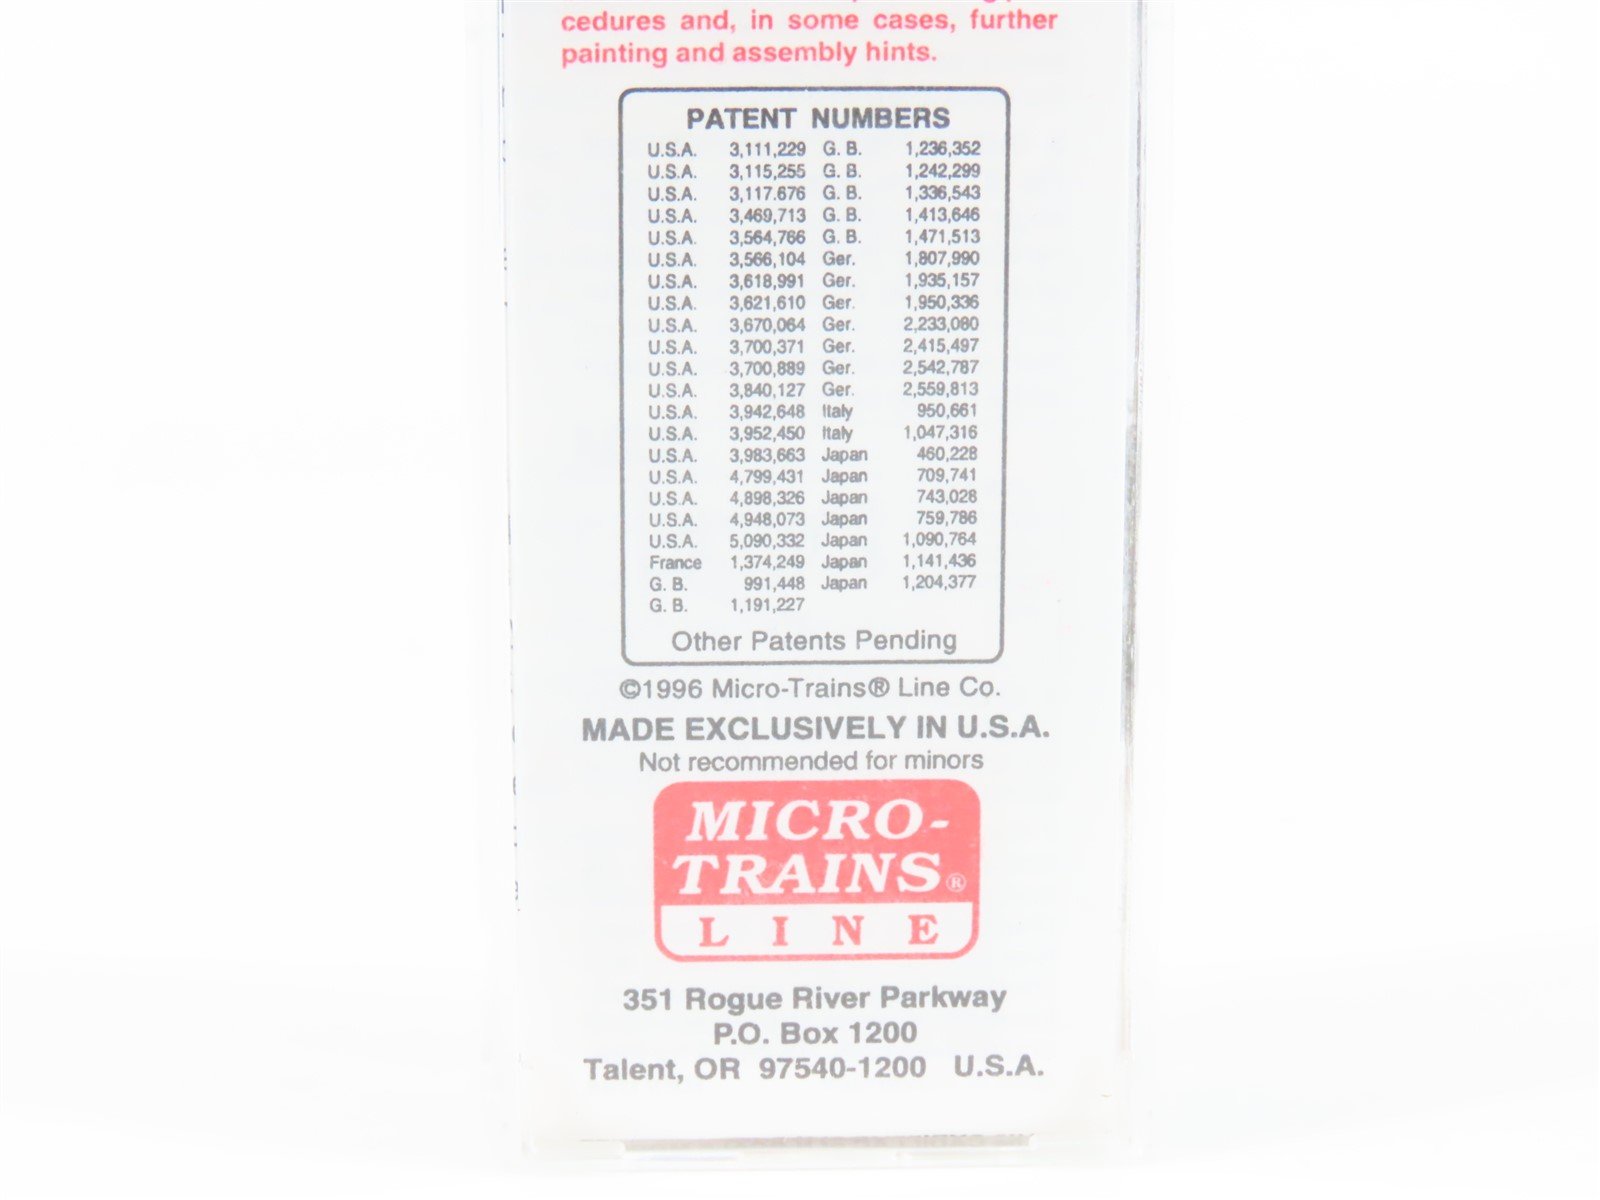 cedures and, in some cases, further
painting and assembly hints.
PATENT NUMBERS
U.S.A. 3,111,229 G. B. 1,236,352
U.S.A. 3,115,255 G. B. 1,242,299
U.S.A. 3,117.676 G. B. 1,336,543
U.S.A. 3,469,713 G. B. 1,413,646
U.S.A. 3,564,766 G. B. 1,471,513
U.S.A. 3,566,104 Ger. 1,807,990
U.S.A. 3,618,991 Ger. 1,935,157
U.S.A. 3,621,610 Ger. 1,950,336
U.S.A. 3,670,064 Ger. 2,233,080
U.S.A. 3,700,371 Ger. 2,415,497
U.S.A. 3,700,889 Ger. 2,542,787
U.S.A. 3,840,127 Ger. 2,559,813
U.S.A. 3,942,648 Italy 950,661
U.S.A. 3,952,450 Italy 1,047,316
U.S.A. 3,983,663 Japan 460,228
U.S.A. 4,799,431 Japan 709,741
U.S.A. 4,898,326 Japan 743,028
U.S.A. 4,948,073 Japan 759,786
U.S.A. 5,090,332 Japan 1,090,764
France 1,374,249 Japan 1,141,436
G. B. 991,448 Japan 1,204,377
G. B. 1,191,227
Other Patents Pending
©1996 Micro-Trains® Line Co.
MADE EXCLUSIVELY IN U.S.A.
Not recommended for minors
MICRO-
TRAINS®
LINE
351 Rogue River Parkway
P.O. Box 1200
Talent, OR 97540-1200 U.S.A.